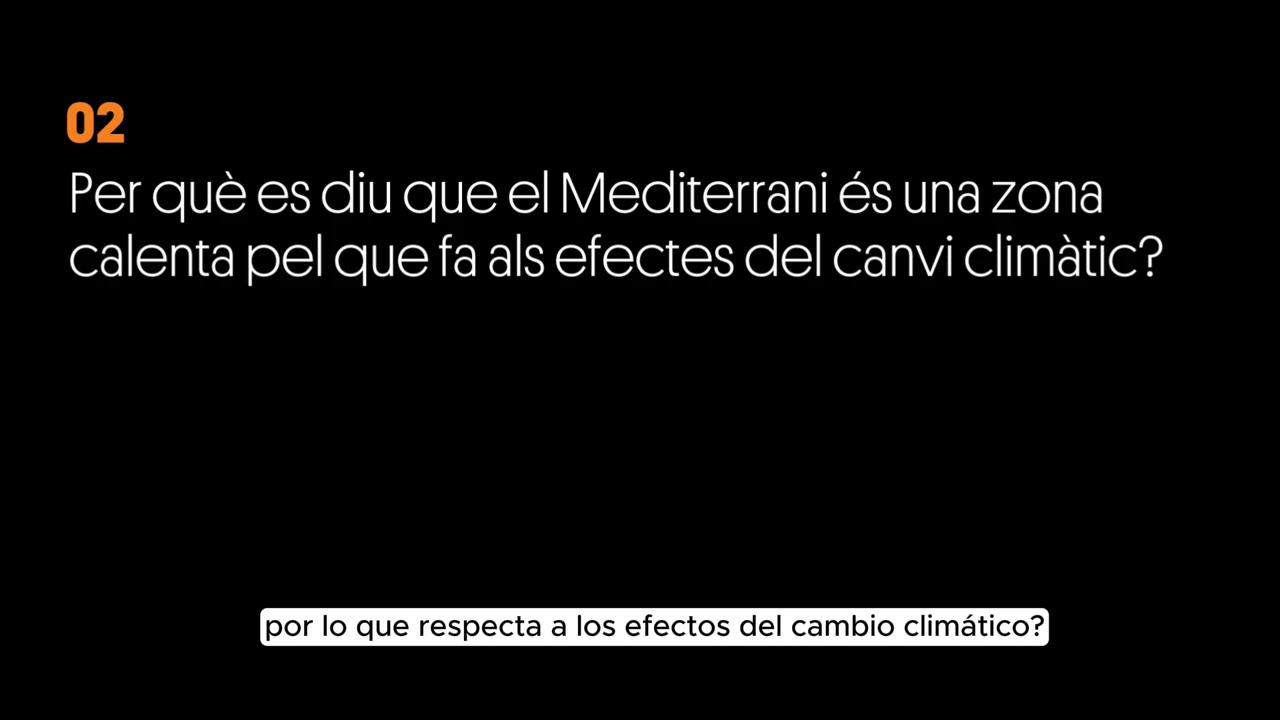 02
Per què es diu que el Mediterrani és una zona
calenta pel que fa als efectes del canvi climàtic?
por lo que respecta a los efectos del cambio climático?